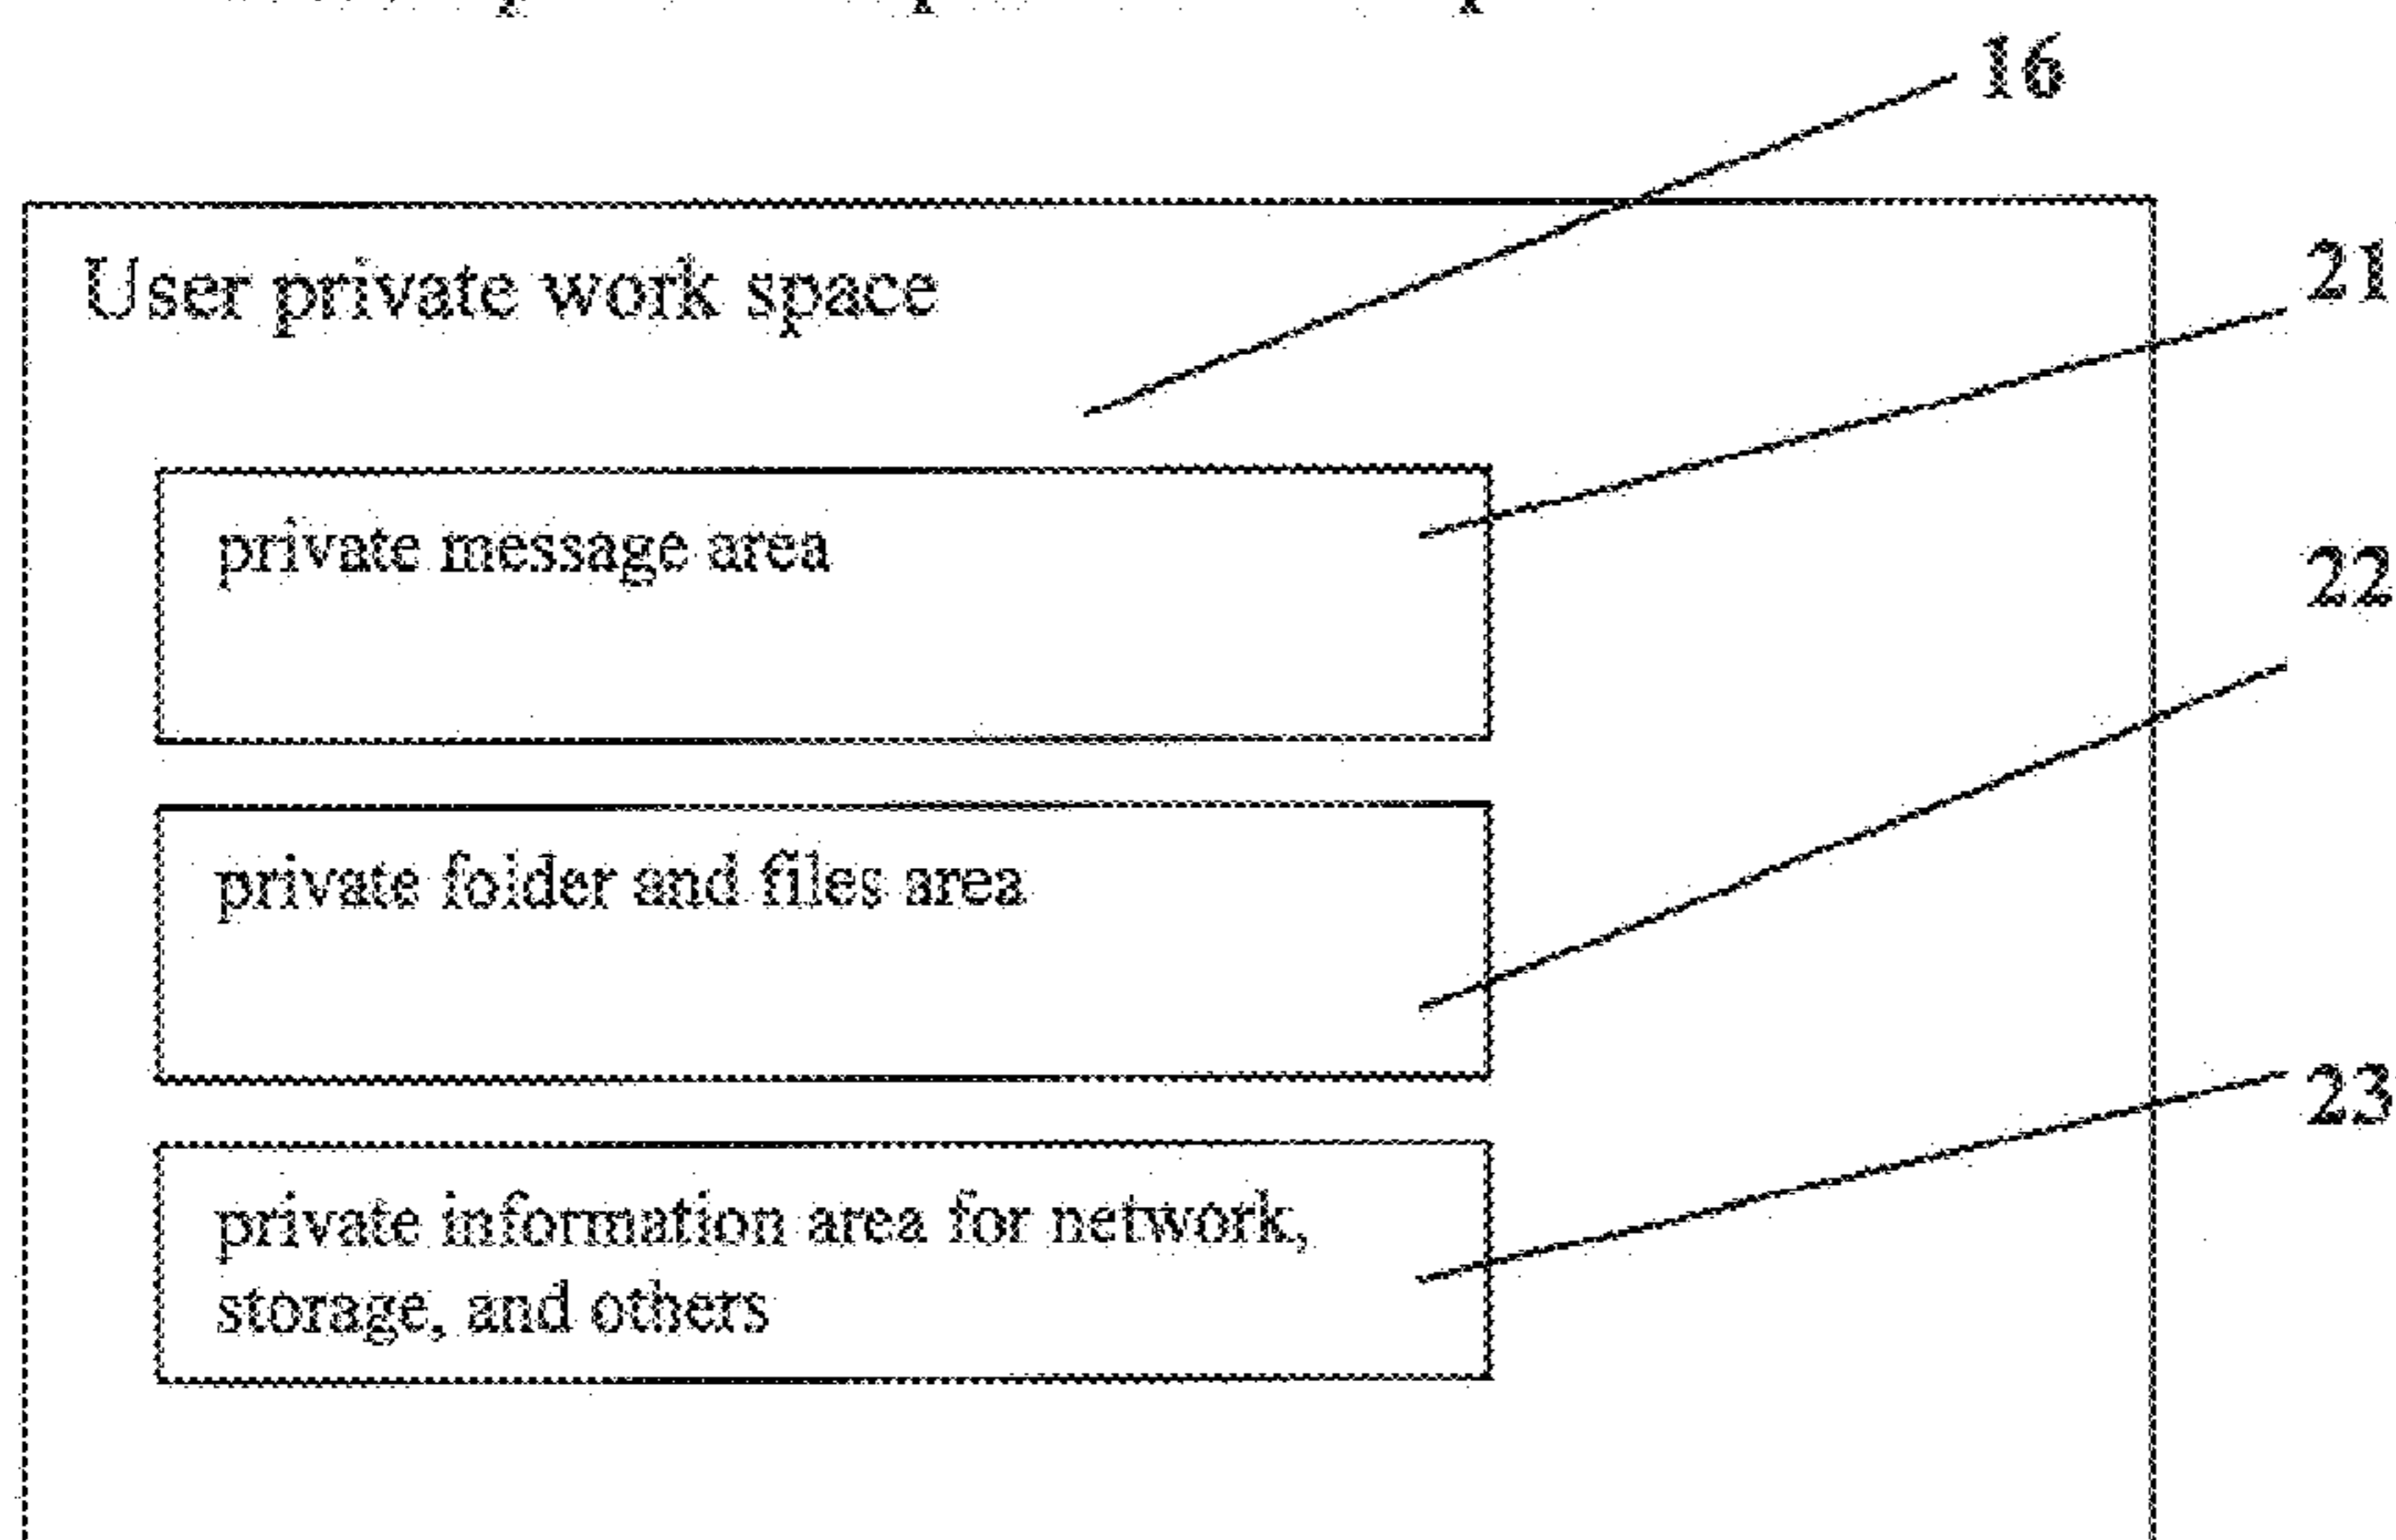 16
User private work space
21
private message area
22
private folder and files area
23
private information area for network,
storage, and others